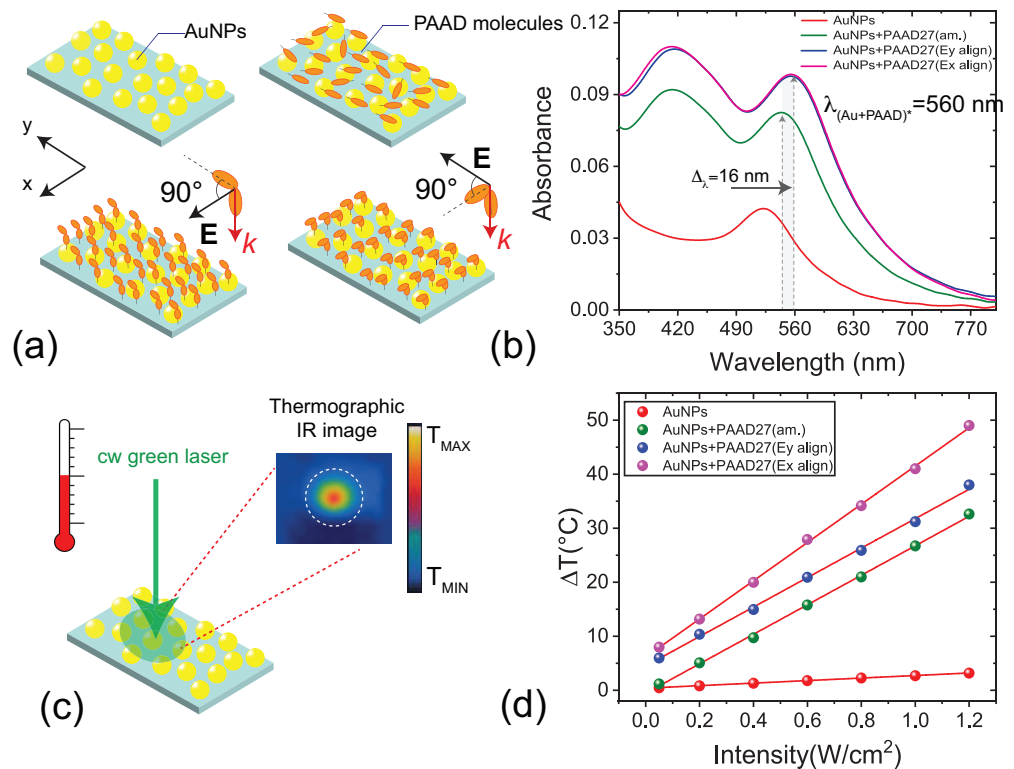 AuNPs
PAAD molecules
y
x
90°
E
k
E
90°
k
(a)
0.12
0.09
0.06
0.03
0.00
Absorbance
AuNPs
AuNPs+PAAD27(am.)
AuNPs+PAAD27(Ey align)
AuNPs+PAAD27(Ex align)
λ(Au+PAAD)*=560 nm
Δλ=16 nm
350 420 490 560 630 700 770
Wavelength (nm)
(b)
cw green laser
Thermographic
IR image
TMAX
TMIN
(c)
50
40
30
20
10
0
ΔT(°C)
AuNPs
AuNPs+PAAD27(am.)
AuNPs+PAAD27(Ey align)
AuNPs+PAAD27(Ex align)
0.0 0.2 0.4 0.6 0.8 1.0 1.2
Intensity(W/cm²)
(d)